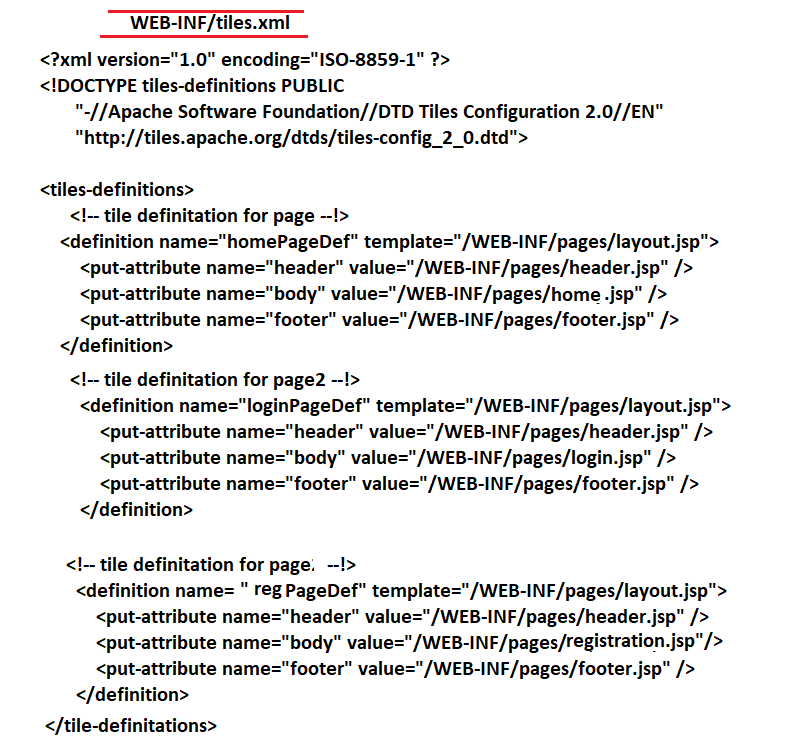 WEB-INF/tiles.xml
<?xml version="1.0" encoding="ISO-8859-1" ?>
<!DOCTYPE tiles-definitions PUBLIC
"-//Apache Software Foundation//DTD Tiles Configuration 2.0//EN"
"http://tiles.apache.org/dtds/tiles-config_2_0.dtd">
<tiles-definitions>
<!-- tile definitation for page --!>
<definition name="homePageDef" template="/WEB-INF/pages/layout.jsp">
<put-attribute name="header" value="/WEB-INF/pages/header.jsp" />
<put-attribute name="body" value="/WEB-INF/pages/home.jsp" />
<put-attribute name="footer" value="/WEB-INF/pages/footer.jsp" />
</definition>
<!-- tile definitation for page2 --!>
<definition name="loginPageDef" template="/WEB-INF/pages/layout.jsp">
<put-attribute name="header" value="/WEB-INF/pages/header.jsp" />
<put-attribute name="body" value="/WEB-INF/pages/login.jsp" />
<put-attribute name="footer" value="/WEB-INF/pages/footer.jsp" />
</definition>
<!-- tile definitation for page --!>
<definition name= " reg PageDef" template="/WEB-INF/pages/layout.jsp">
<put-attribute name="header" value="/WEB-INF/pages/header.jsp" />
<put-attribute name="body" value="/WEB-INF/pages/registration.jsp"/>
<put-attribute name="footer" value="/WEB-INF/pages/footer.jsp" />
</definition>
</tile-definitations>